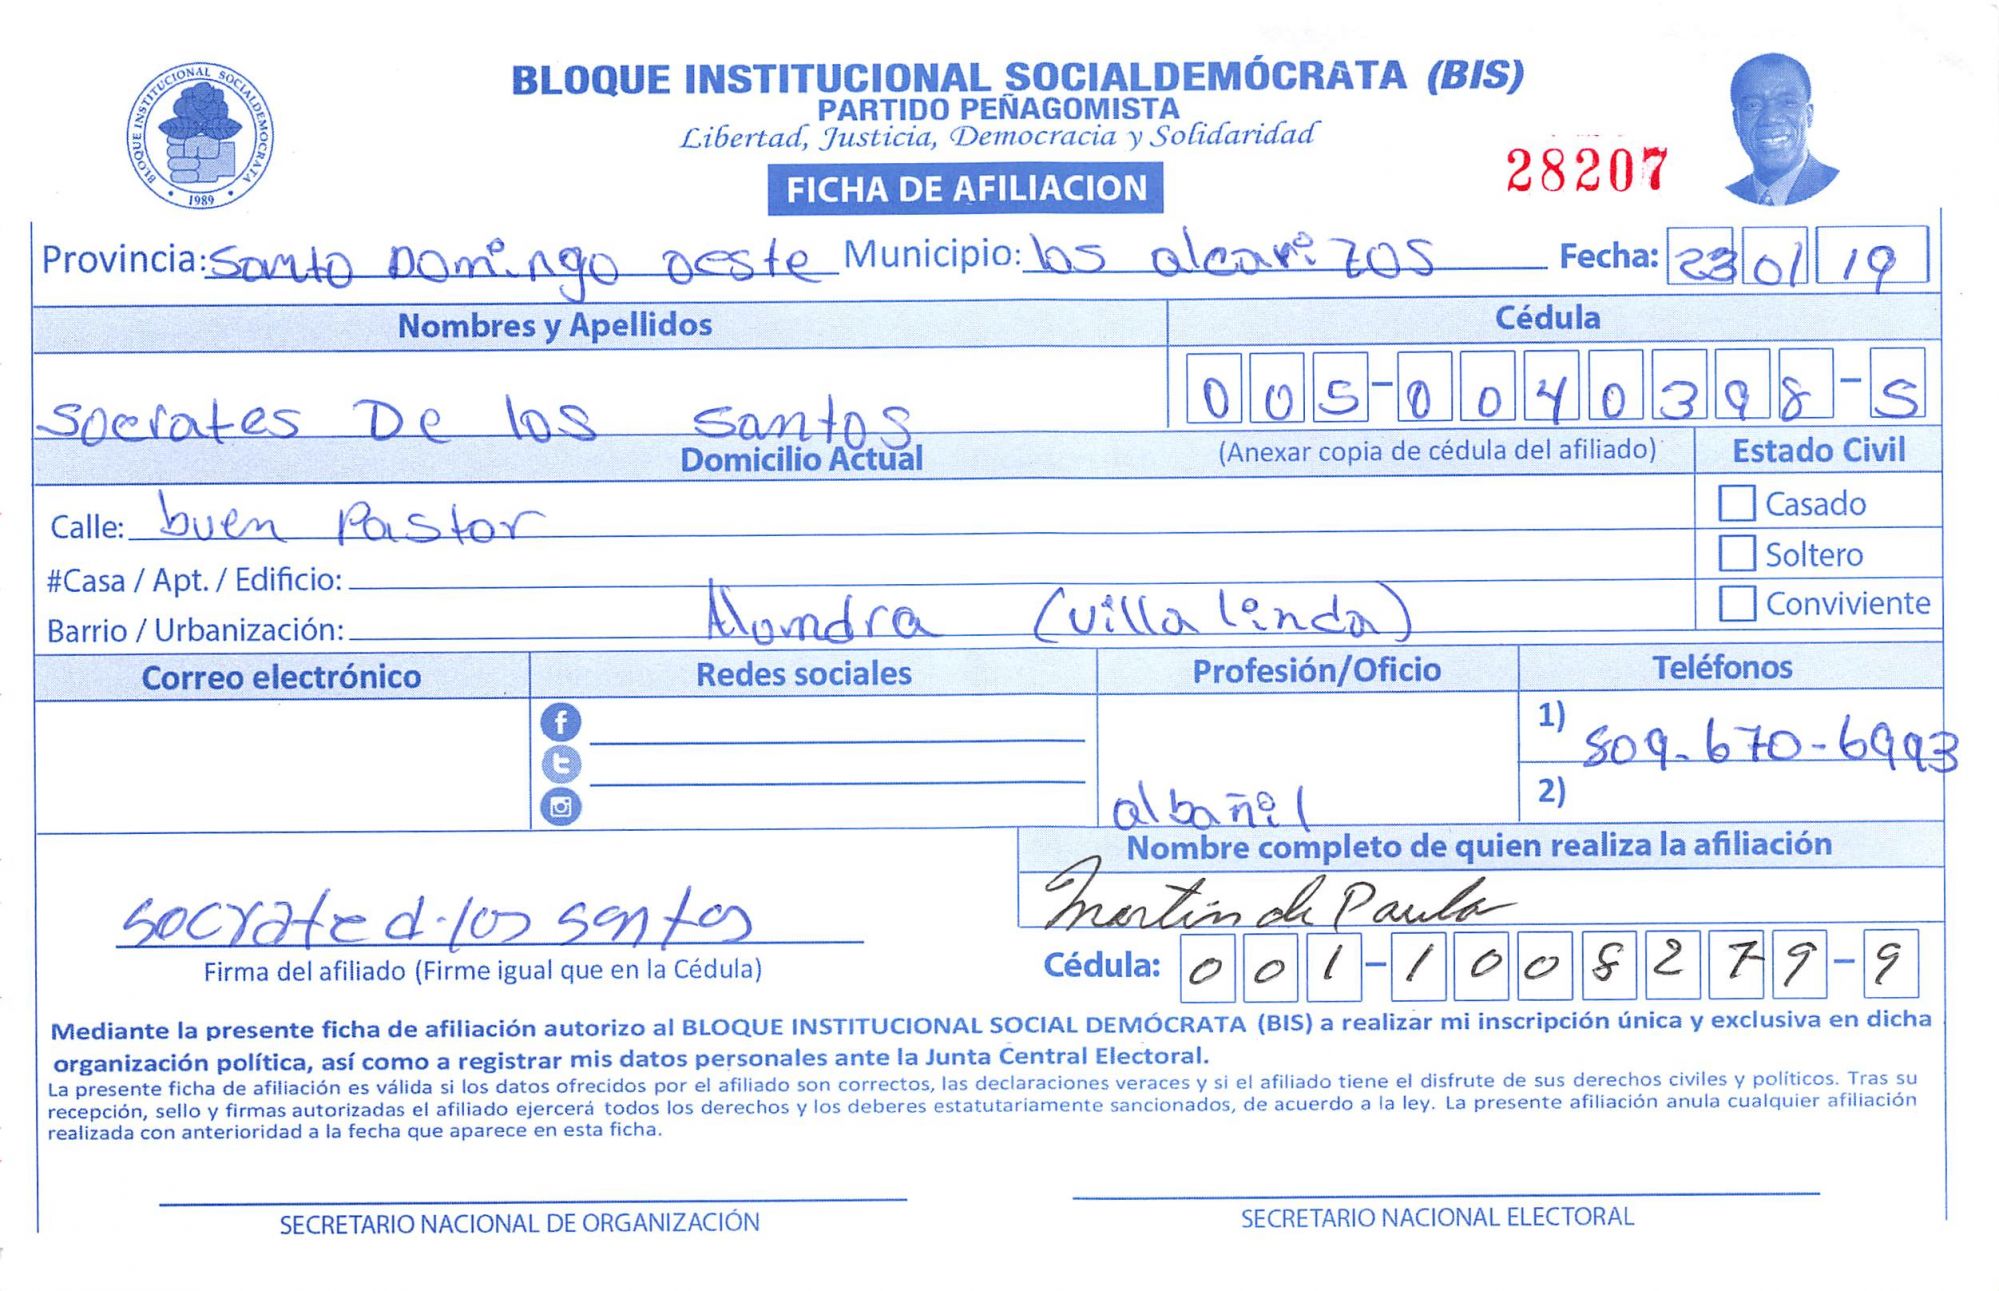 BLOQUE INSTITUCIONAL SOCIALDEMOCRATA
1989
BLOQUE INSTITUCIONAL SOCIALDEMÓCRATA (BIS)
PARTIDO PEÑAGOMISTA
Libertad, Justicia, Democracia y Solidaridad
FICHA DE AFILIACION
28207
Provincia: Santo Domingo oeste Municipio: los alcarizos Fecha: 23 01 19
Nombres y Apellidos Cédula
Socrates De los santos 005-0040398-5
Domicilio Actual (Anexar copia de cédula del afiliado) Estado Civil
Calle: buen Pastor Casado
#Casa / Apt. / Edificio: Soltero
Barrio / Urbanización: Alondra (villa linda) Conviviente
Correo electrónico Redes sociales Profesión/Oficio Teléfonos
1) 809-670-6993
albañil 2)
Nombre completo de quien realiza la afiliación
Martin de Paula
socrate d. los santos
Firma del afiliado (Firme igual que en la Cédula) Cédula: 001-1008279-9
Mediante la presente ficha de afiliación autorizo al BLOQUE INSTITUCIONAL SOCIAL DEMÓCRATA (BIS) a realizar mi inscripción única y exclusiva en dicha
organización política, así como a registrar mis datos personales ante la Junta Central Electoral.
La presente ficha de afiliación es válida si los datos ofrecidos por el afiliado son correctos, las declaraciones veraces y si el afiliado tiene el disfrute de sus derechos civiles y políticos. Tras su
recepción, sello y firmas autorizadas el afiliado ejercerá todos los derechos y los deberes estatutariamente sancionados, de acuerdo a la ley. La presente afiliación anula cualquier afiliación
realizada con anterioridad a la fecha que aparece en esta ficha.
SECRETARIO NACIONAL DE ORGANIZACIÓN SECRETARIO NACIONAL ELECTORAL